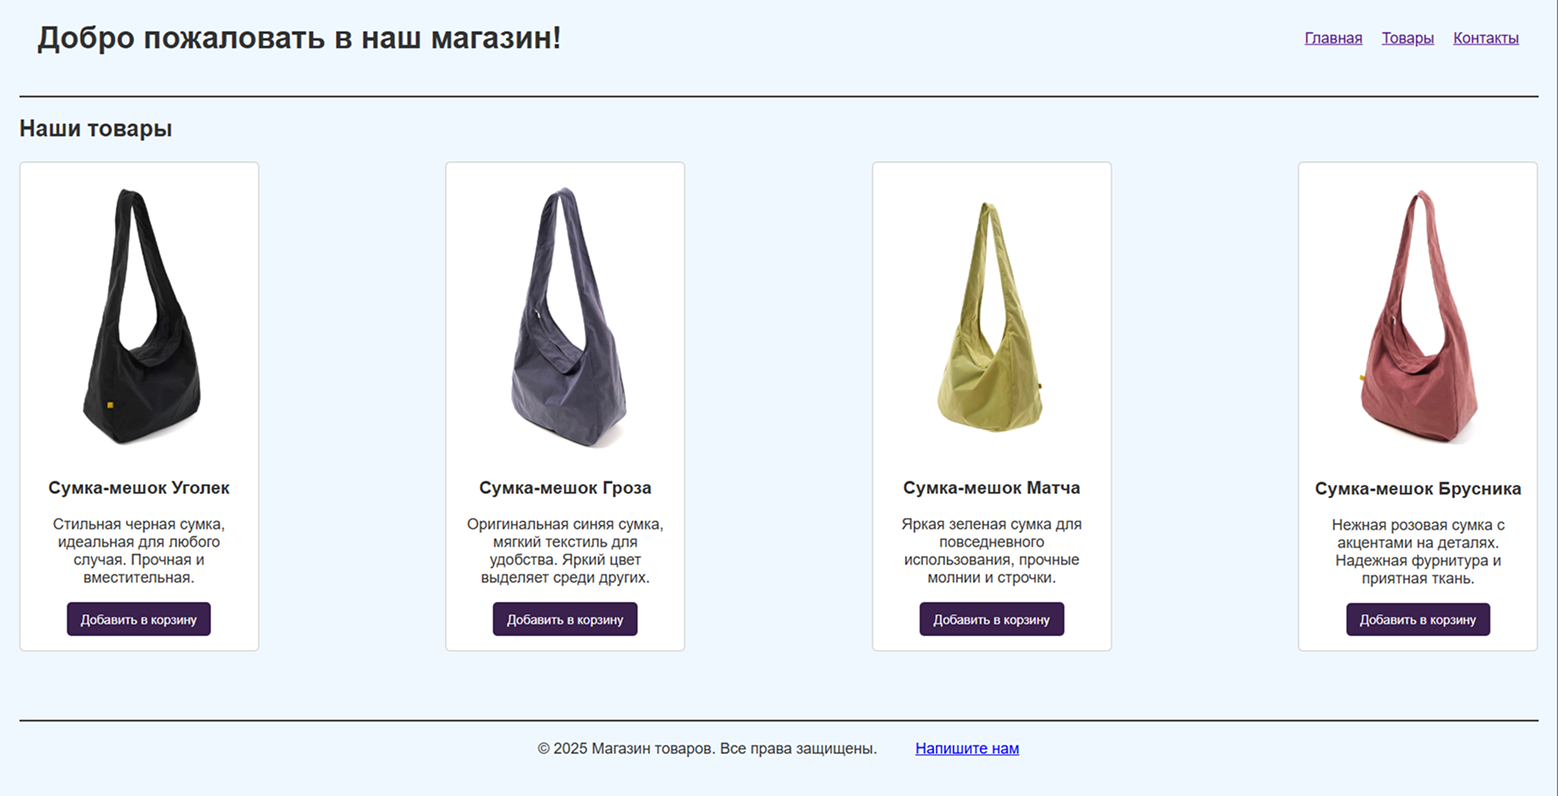 Добро пожаловать в наш магазин!
Главная Товары Контакты
Наши товары
Сумка-мешок Уголек
Стильная черная сумка,
идеальная для любого
случая. Прочная и
вместительная.
Добавить в корзину
Сумка-мешок Гроза
Оригинальная синяя сумка,
мягкий текстиль для
удобства. Яркий цвет
выделяет среди других.
Добавить в корзину
Сумка-мешок Матча
Яркая зеленая сумка для
повседневного
использования, прочные
молнии и строчки.
Добавить в корзину
Сумка-мешок Брусника
Нежная розовая сумка с
акцентами на деталях.
Надежная фурнитура и
приятная ткань.
Добавить в корзину
© 2025 Магазин товаров. Все права защищены. Напишите нам